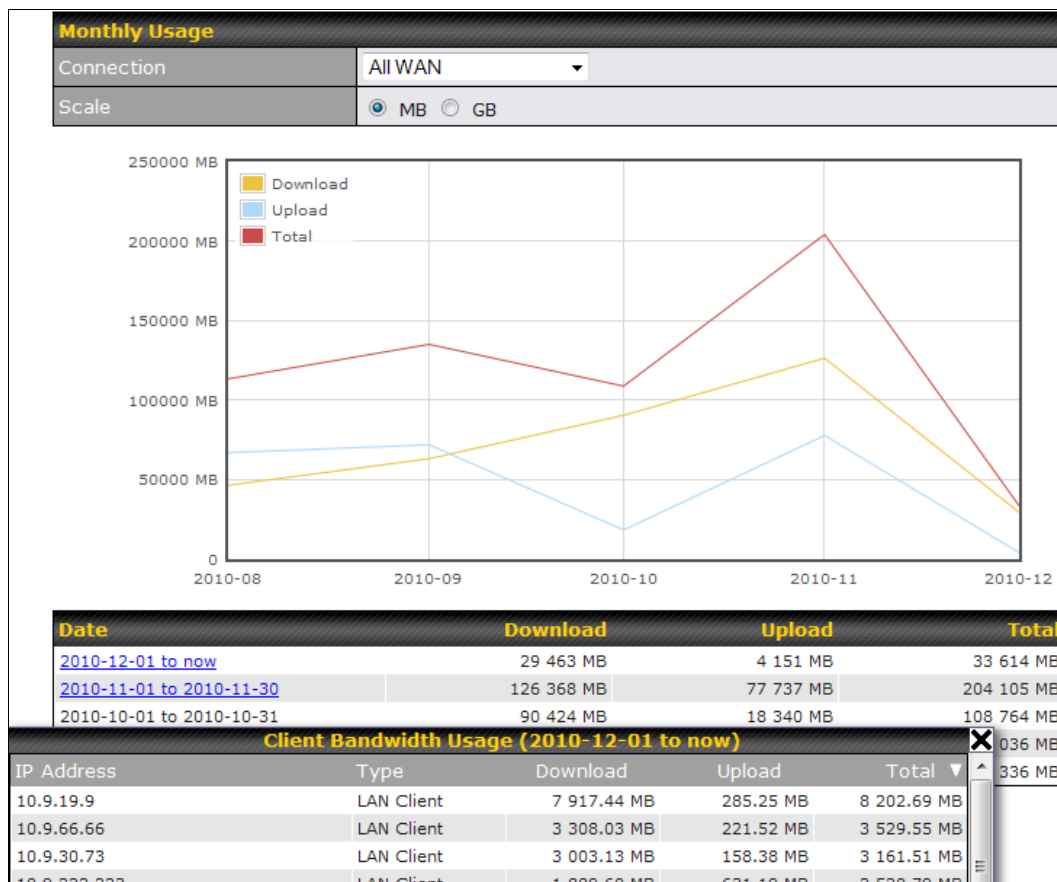 Monthly Usage
Connection All WAN
Scale MB GB
250000 MB
Download
Upload
200000 MB
Total
150000 MB
100000 MB
50000 MB
0
2010-08 2010-09 2010-10 2010-11 2010-12
Date Download Upload Total
2010-12-01 to now 29 463 MB 4 151 MB 33 614 MB
2010-11-01 to 2010-11-30 126 368 MB 77 737 MB 204 105 MB
2010-10-01 to 2010-10-31 90 424 MB 18 340 MB 108 764 MB
Client Bandwidth Usage (2010-12-01 to now) 036 MB
IP Address Type Download Upload Total 336 MB
10.9.19.9 LAN Client 7 917.44 MB 285.25 MB 8 202.69 MB
10.9.66.66 LAN Client 3 308.03 MB 221.52 MB 3 529.55 MB
10.9.30.73 LAN Client 3 003.13 MB 158.38 MB 3 161.51 MB
LAN Client